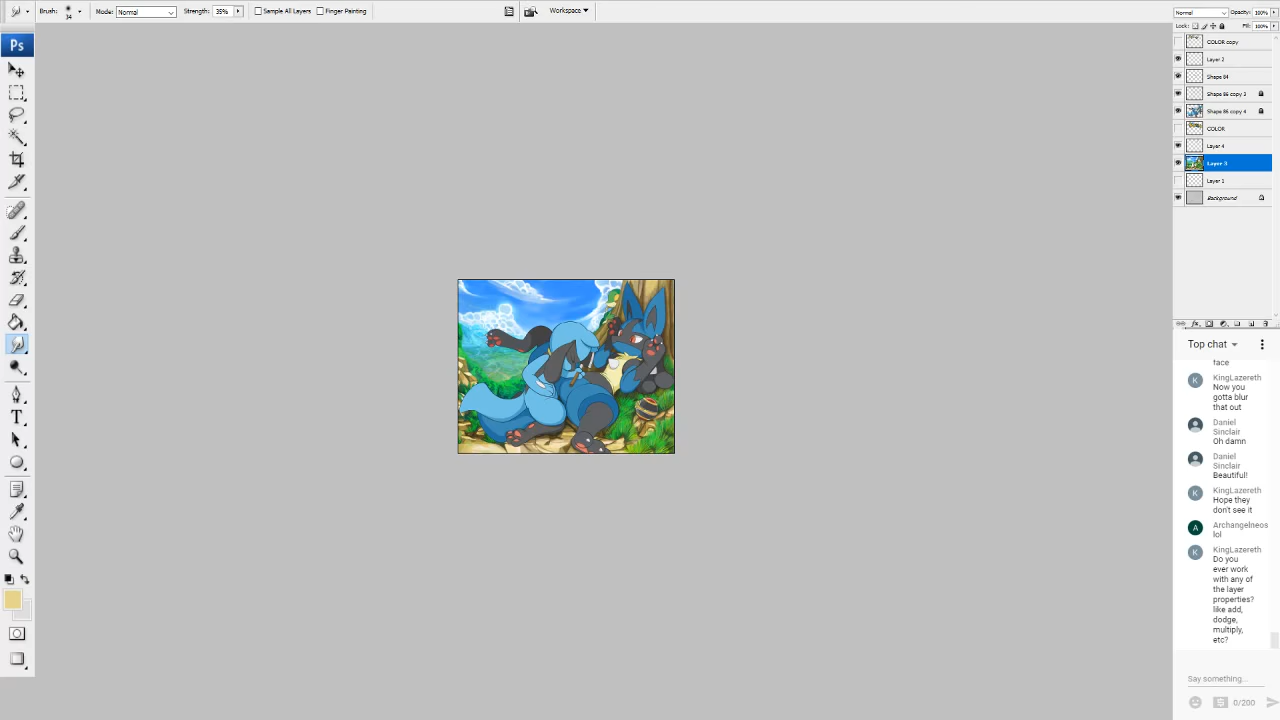 Brush:
34
Mode: Normal
Strength: 35%
Sample All Layers
Finger Painting
Workspace
Ps
T
Normal
Opacity: 100%
Lock:
Fill: 100%
COLOR copy
Layer 2
Shape 84
Shape 86 copy 3
Shape 86 copy 4
COLOR
Layer 4
Layer 3
Layer 1
Background
Top chat
face
K
KingLazereth
Now you
gotta blur
that out
Daniel
Sinclair
Oh damn
Daniel
Sinclair
Beautiful!
K
KingLazereth
Hope they
don't see it
A
Archangelneos
lol
K
KingLazereth
Do you
ever work
with any of
the layer
properties?
like add,
dodge,
multiply,
etc?
Say something...
0/200